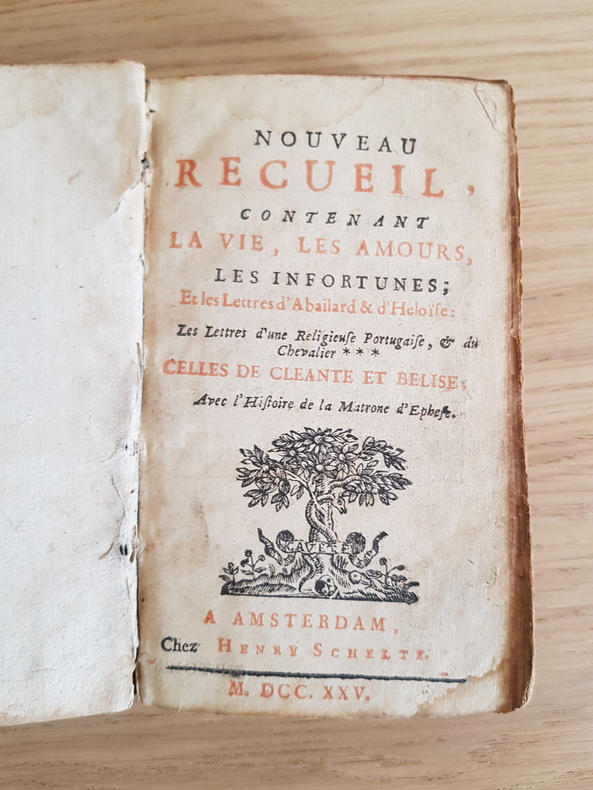 NOUVEAU
RECUEIL,
CONTENANT
LA VIE, LES AMOURS,
LES INFORTUNES;
Et les Lettres d'Abailard & d'Heloïſe:
Les Lettres d'une Religieuſe Portugaiſe, & du
Chevalier ***
CELLES DE CLEANTE ET BELISE;
Avec l'Hiſtoire de la Matrone d'Epheſe.
CAVETE
A AMSTERDAM,
Chez HENRY SCHELTE.
M. DCC. XXV.